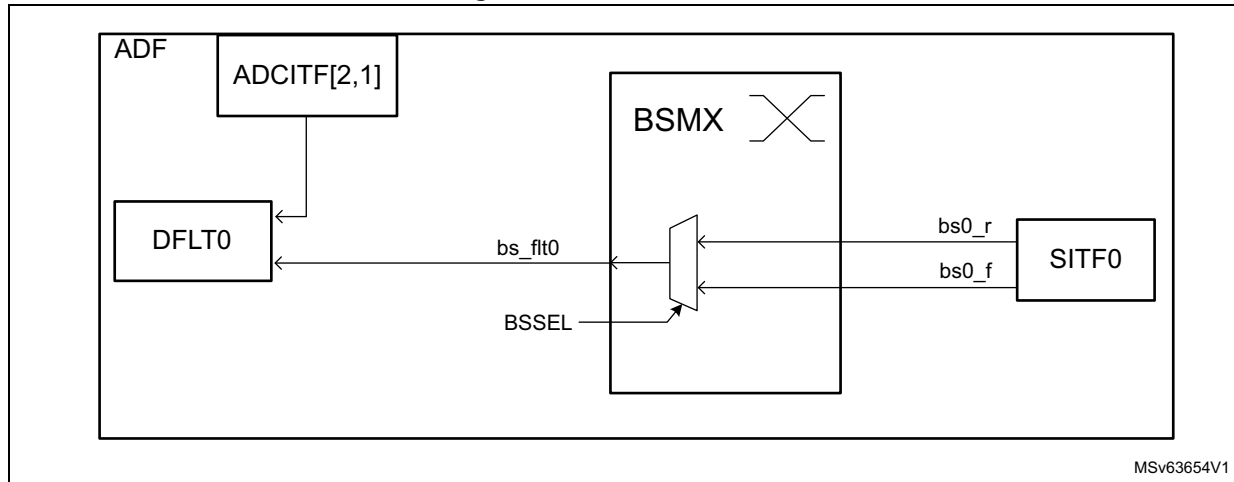 ADF
ADCITF[2,1]
BSMX
DFLT0
bs_flt0
bs0_r
SITF0
bs0_f
BSSEL
MSv63654V1